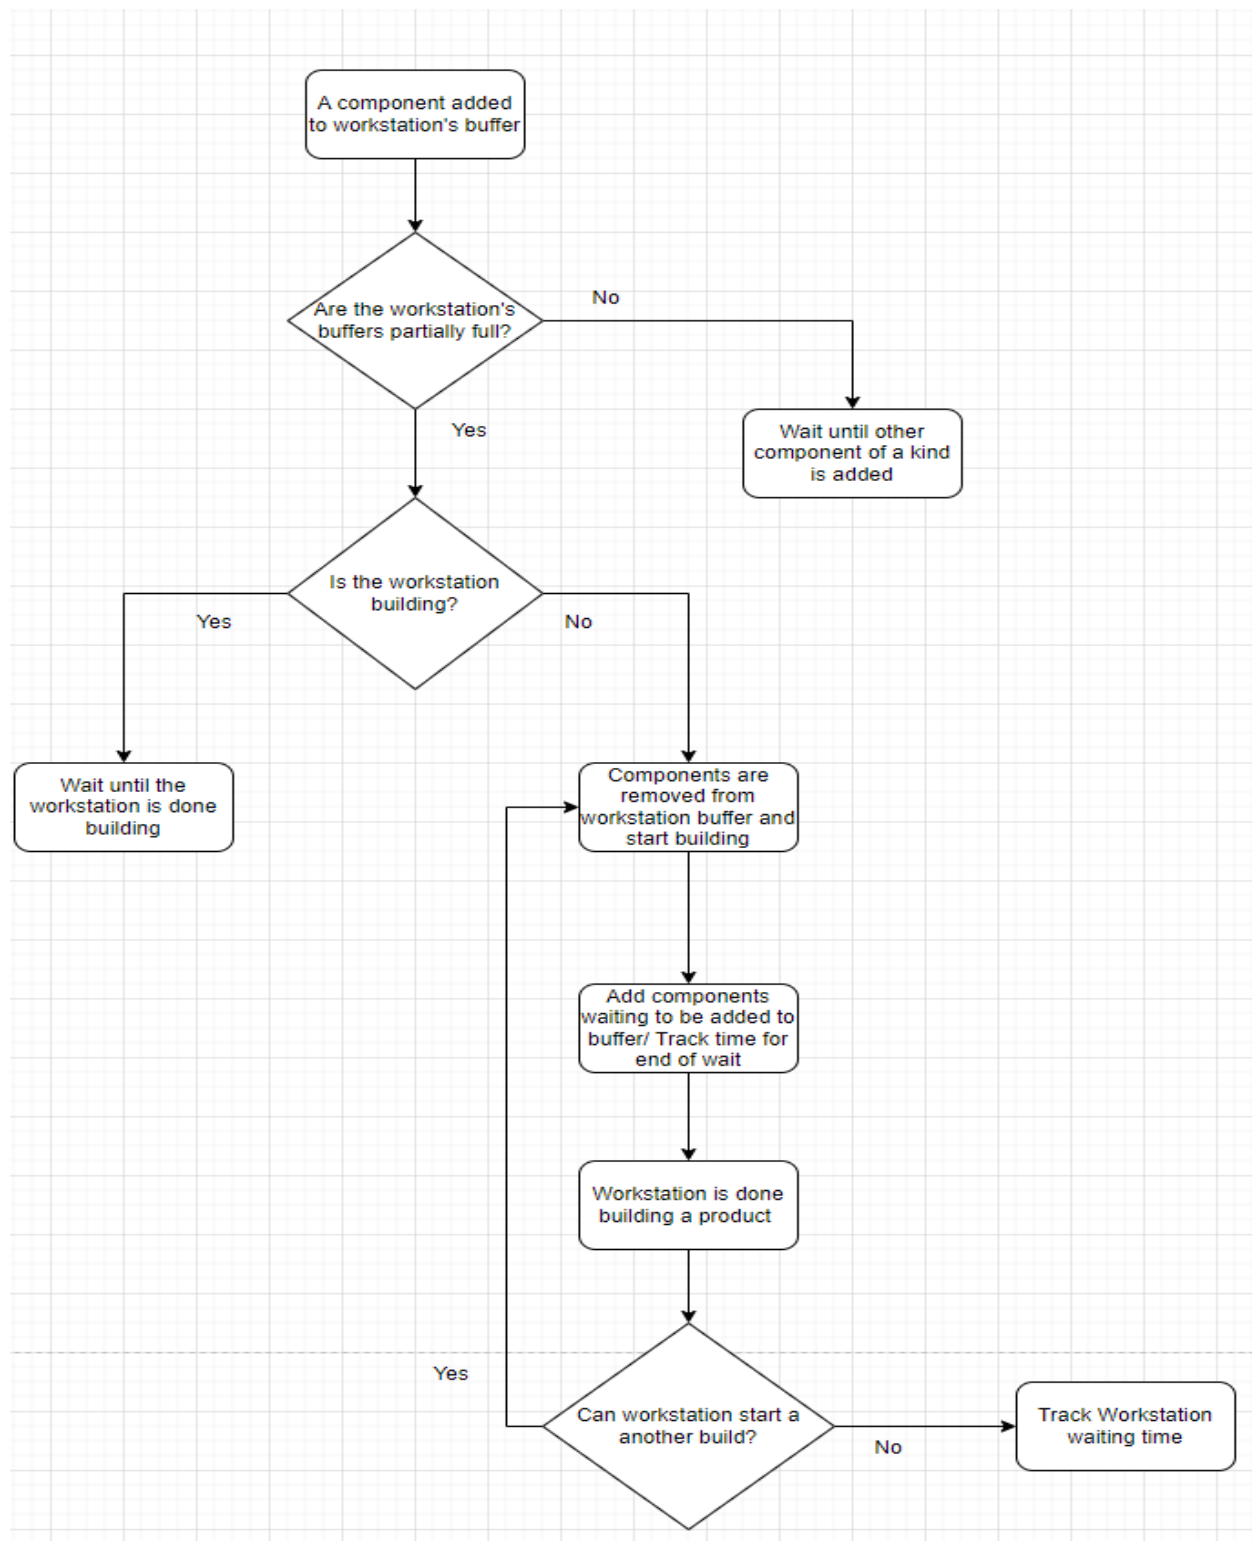 A component added
to workstation's buffer
Are the workstation's
buffers partially full?
No
Yes
Wait until other
component of a kind
is added
Is the workstation
building?
Yes
No
Wait until the
workstation is done
building
Components are
removed from
workstation buffer and
start building
Add components
waiting to be added to
buffer/ Track time for
end of wait
Workstation is done
building a product
Yes
Can workstation start a
another build?
No
Track Workstation
waiting time